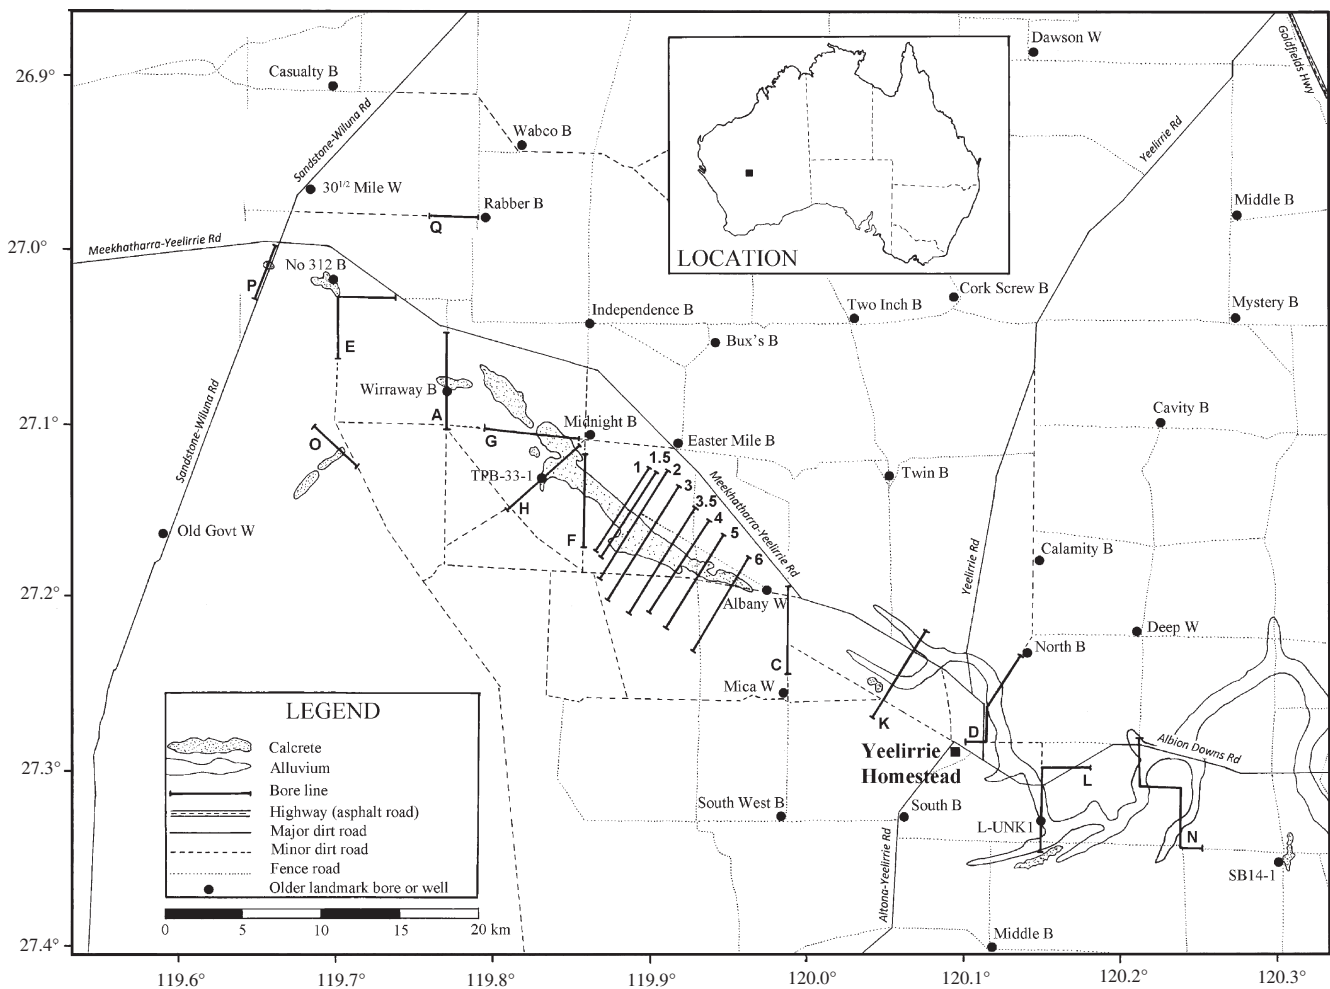 Dawson W
Goldfields Hwy
26.9°
Casualty B
Sandstone-Wiluna Rd
Wabco B
Yeelirrie Rd
30 1/2 Mile W
Rabber B
Middle B
Q
27.0°
Meekhatharra-Yeelirrie Rd
LOCATION
No 312 B
P
Cork Screw B
Two Inch B
Mystery B
Independence B
Bux's B
E
Wirraway B
Sandstone-Wiluna Rd
27.1°
A
G
Midnight B
Cavity B
O
Easter Mile B
1
1.5
2
TPB-33-1
Twin B
3
Meekhatharra-Yeelirrie Rd
H
3.5
4
Old Govt W
F
5
Calamity B
6
Yeelirrie Rd
27.2°
Albany W
Deep W
North B
C
Mica W
LEGEND
K
D
Calcrete
Yeelirrie
Homestead
Albion Downs Rd
Alluvium
27.3°
L
Bore line
South West B
South B
Highway (asphalt road)
L-UNK1
Major dirt road
N
Minor dirt road
Fence road
SB14-1
Older landmark bore or well
Altona-Yeelirrie Rd
0 5 10 15 20 km
Middle B
27.4°
119.6° 119.7° 119.8° 119.9° 120.0° 120.1° 120.2° 120.3°